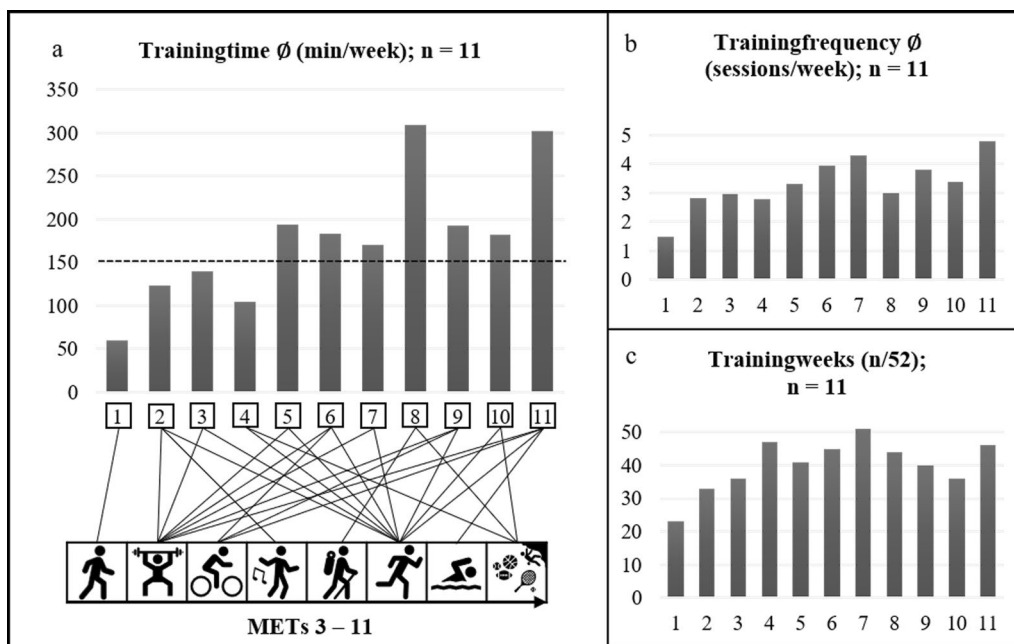 a
Trainingtime Ø (min/week); n = 11
350
300
250
200
150
100
50
0
1 2 3 4 5 6 7 8 9 10 11
METs 3 – 11
b
Trainingfrequency Ø
(sessions/week); n = 11
5
4
3
2
1
0
1 2 3 4 5 6 7 8 9 10 11
c
Trainingweeks (n/52);
n = 11
50
40
30
20
10
0
1 2 3 4 5 6 7 8 9 10 11